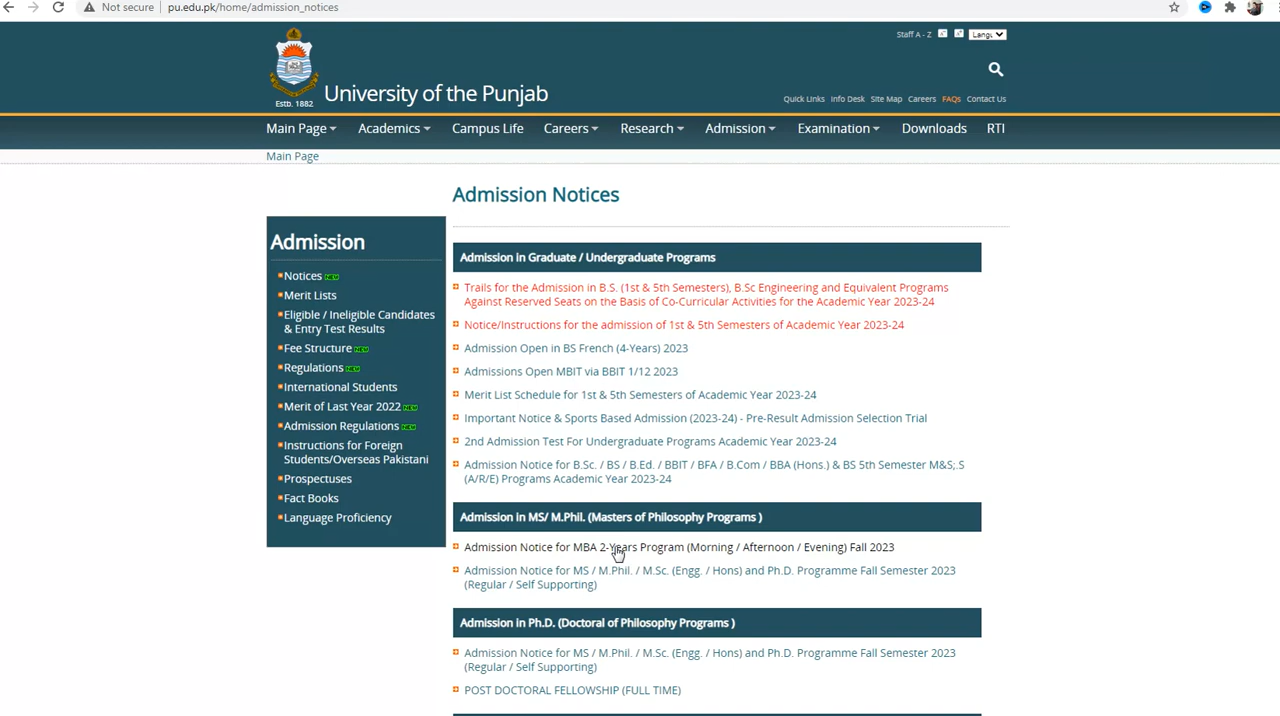 Not secure pu.edu.pk/home/admission_notices
Staff A - Z
University of the Punjab
Estb. 1882
Quick Links Info Desk Site Map Careers FAQs Contact Us
Main Page Academics Campus Life Careers Research Admission Examination Downloads RTI
Main Page
Admission Notices
Admission
Notices NEW
Merit Lists
Eligible / Ineligible Candidates
& Entry Test Results
Fee Structure NEW
Regulations NEW
International Students
Merit of Last Year 2022 NEW
Admission Regulations NEW
Instructions for Foreign
Students/Overseas Pakistani
Prospectuses
Fact Books
Language Proficiency
Admission in Graduate / Undergraduate Programs
Trails for the Admission in B.S. (1st & 5th Semesters), B.Sc Engineering and Equivalent Programs
Against Reserved Seats on the Basis of Co-Curricular Activities for the Academic Year 2023-24
Notice/Instructions for the admission of 1st & 5th Semesters of Academic Year 2023-24
Admission Open in BS French (4-Years) 2023
Admissions Open MBIT via BBIT 1/12 2023
Merit List Schedule for 1st & 5th Semesters of Academic Year 2023-24
Important Notice & Sports Based Admission (2023-24) - Pre-Result Admission Selection Trial
2nd Admission Test For Undergraduate Programs Academic Year 2023-24
Admission Notice for B.Sc. / BS / B.Ed. / BBIT / BFA / B.Com / BBA (Hons.) & BS 5th Semester M&S;.S
(A/R/E) Programs Academic Year 2023-24
Admission in MS/ M.Phil. (Masters of Philosophy Programs )
Admission Notice for MBA 2-Years Program (Morning / Afternoon / Evening) Fall 2023
Admission Notice for MS / M.Phil. / M.Sc. (Engg. / Hons) and Ph.D. Programme Fall Semester 2023
(Regular / Self Supporting)
Admission in Ph.D. (Doctoral of Philosophy Programs )
Admission Notice for MS / M.Phil. / M.Sc. (Engg. / Hons) and Ph.D. Programme Fall Semester 2023
(Regular / Self Supporting)
POST DOCTORAL FELLOWSHIP (FULL TIME)